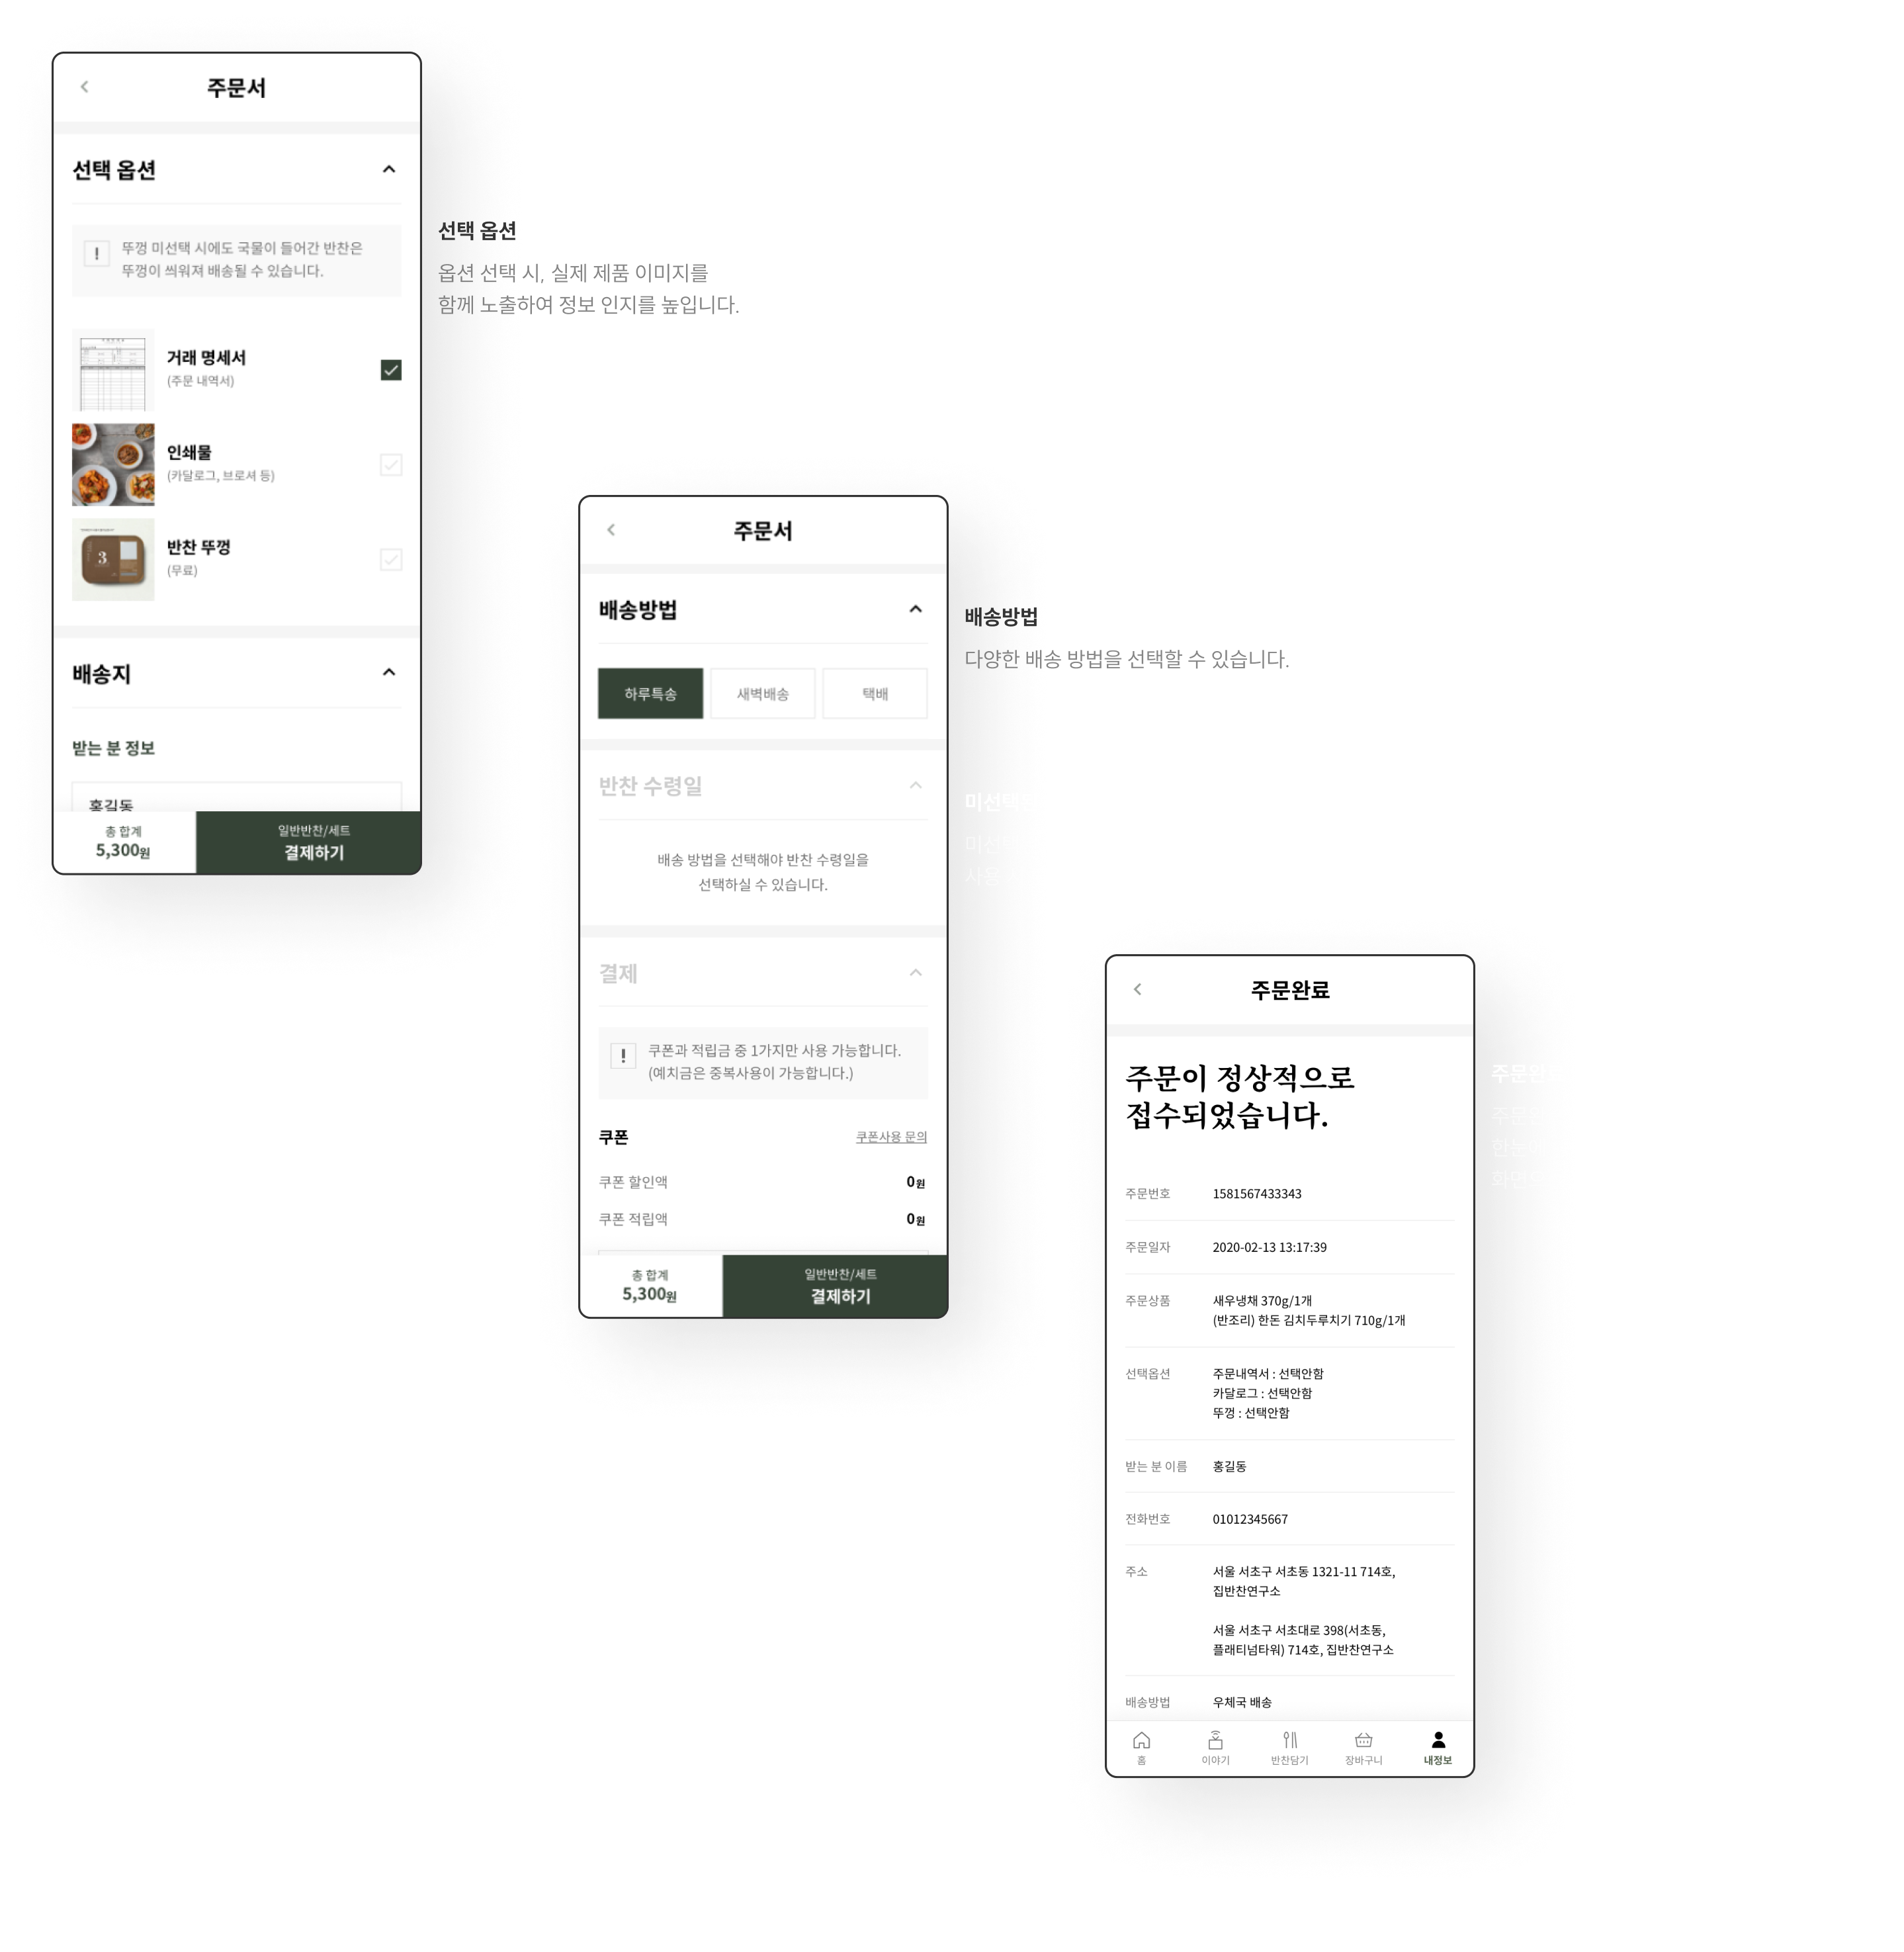 주문서
선택 옵션
! 뚜껑 미선택 시에도 국물이 들어간 반찬은
뚜껑이 씌워져 배송될 수 있습니다.
거래 명세서
(주문 내역서)
인쇄물
(카달로그, 브로셔 등)
3
반찬 뚜껑
(무료)
배송지
받는 분 정보
홍길동
총 합계
5,300원
일반반찬/세트
결제하기
선택 옵션
옵션 선택 시, 실제 제품 이미지를
함께 노출하여 정보 인지를 높입니다.
주문서
배송방법
하루특송 새벽배송 택배
반찬 수령일
배송 방법을 선택해야 반찬 수령일을
선택하실 수 있습니다.
결제
! 쿠폰과 적립금 중 1가지만 사용 가능합니다.
(예치금은 중복사용이 가능합니다.)
쿠폰 쿠폰사용 문의
쿠폰 할인액 0원
쿠폰 적립액 0원
총 합계
5,300원
일반반찬/세트
결제하기
배송방법
다양한 배송 방법을 선택할 수 있습니다.
미선택
주문완료
주문이 정상적으로
접수되었습니다.
주문번호 1581567433343
주문일자 2020-02-13 13:17:39
주문상품 새우냉채 370g/1개
(반조리) 한돈 김치두루치기 710g/1개
선택옵션 주문내역서 : 선택안함
카달로그 : 선택안함
뚜껑 : 선택안함
받는 분 이름 홍길동
전화번호 01012345667
주소 서울 서초구 서초동 1321-11 714호,
집반찬연구소
서울 서초구 서초대로 398(서초동,
플래티넘타워) 714호, 집반찬연구소
배송방법 우체국 배송
홈 이야기 반찬담기 장바구니 내정보